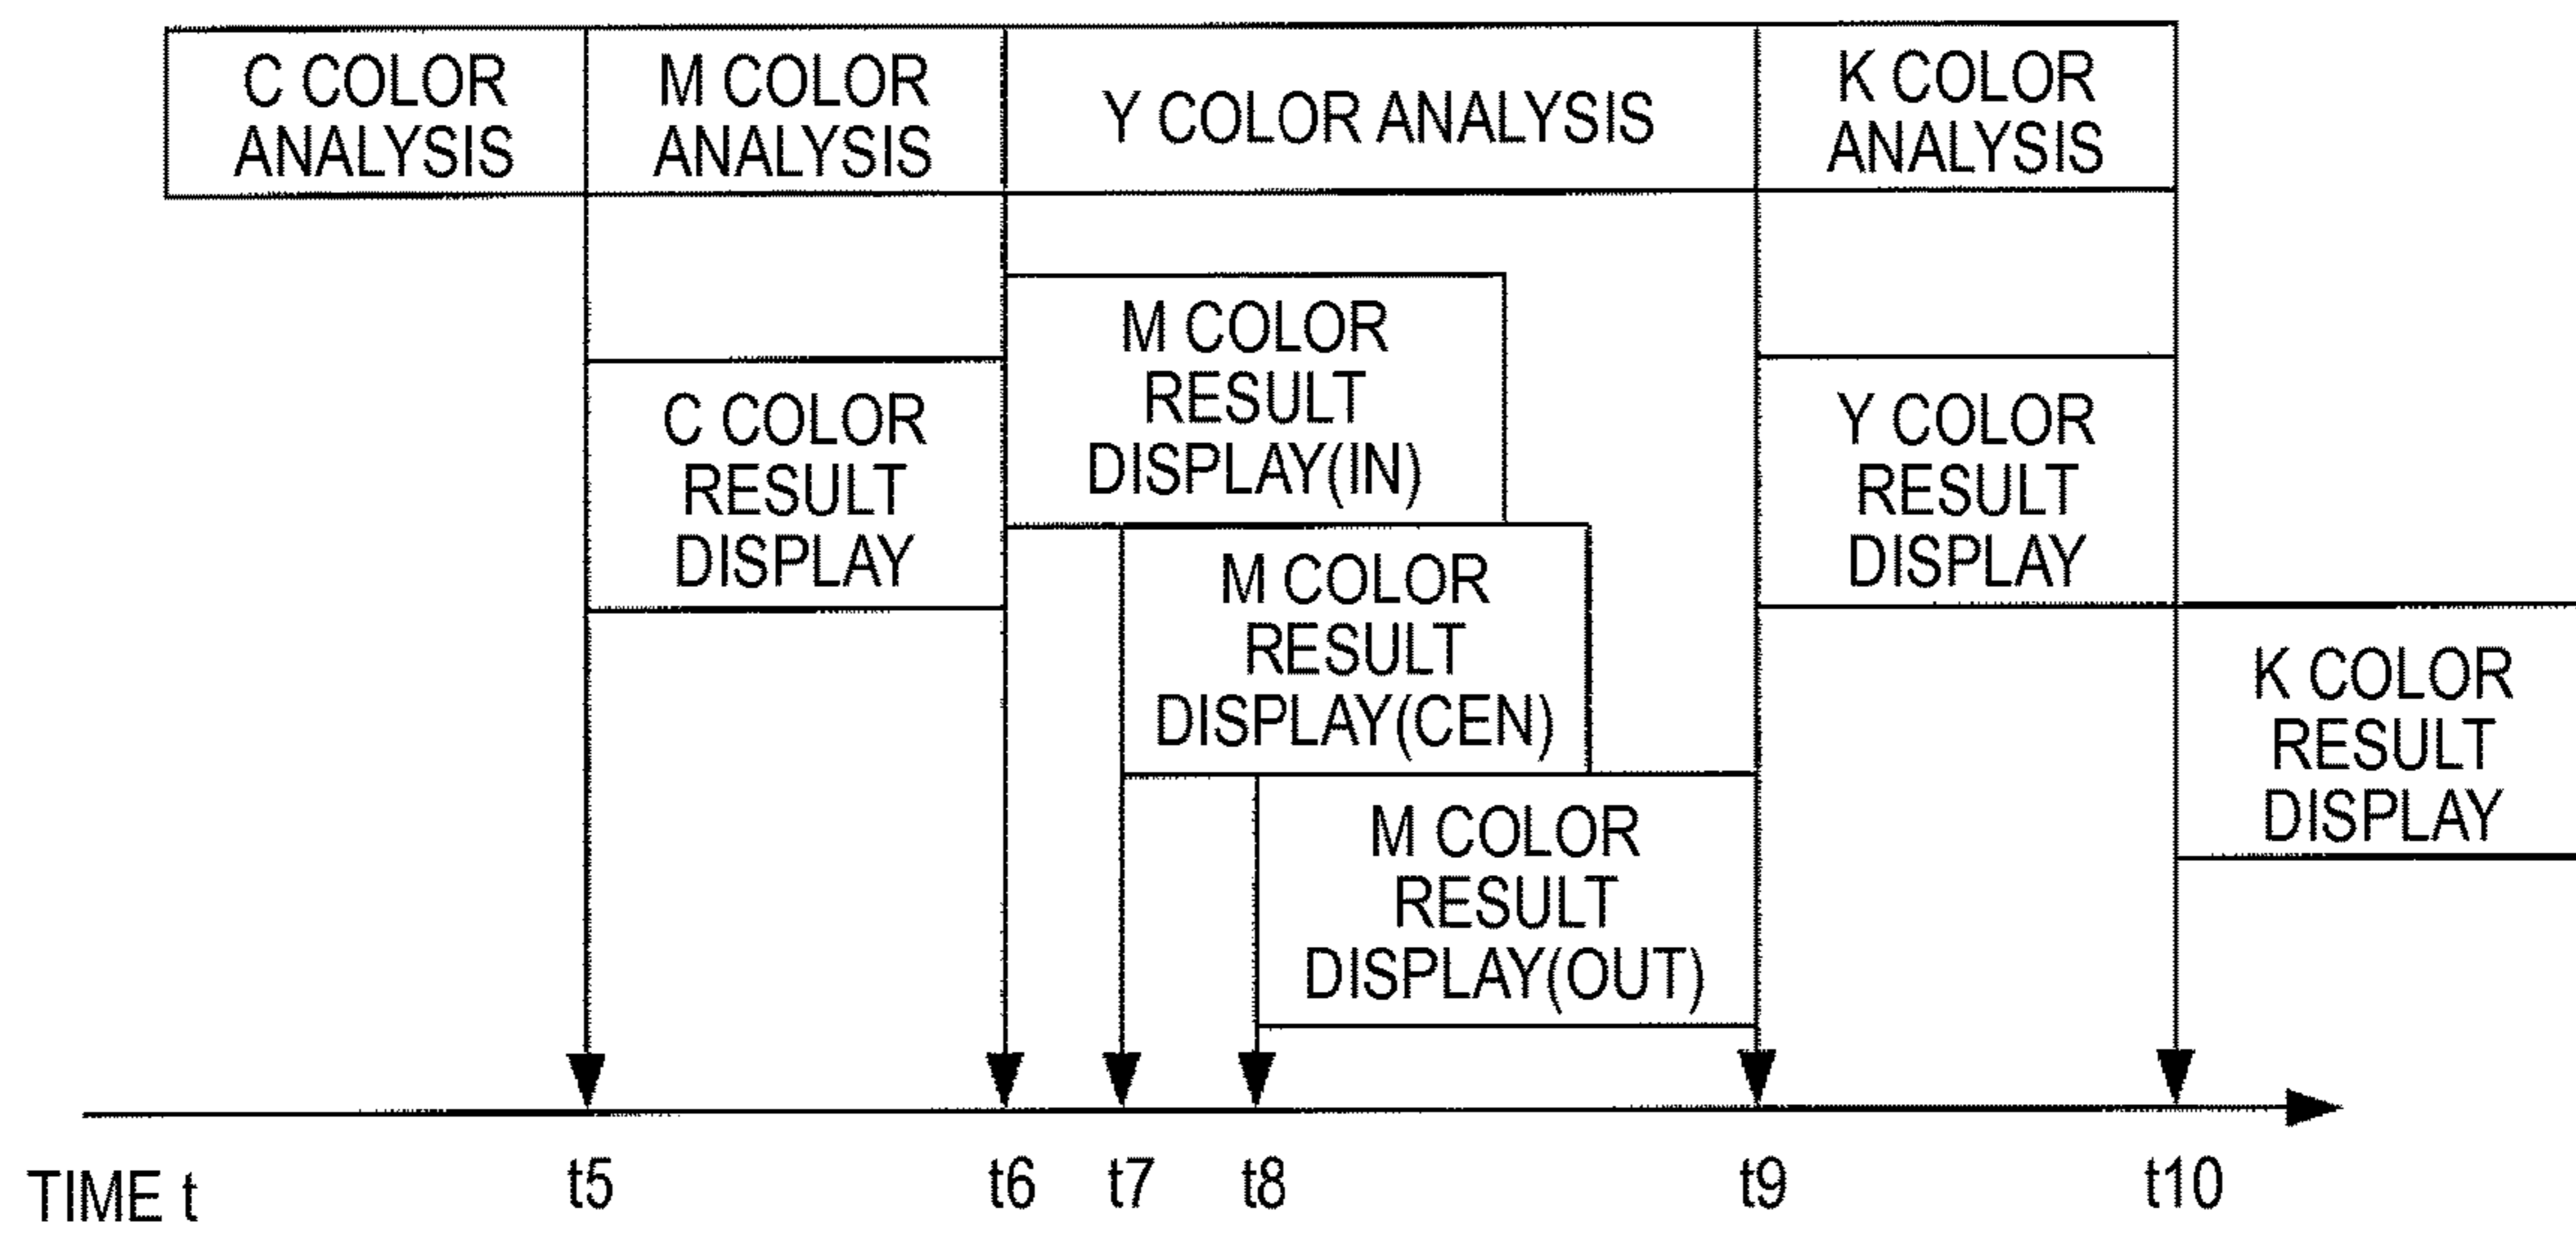 C COLOR
ANALYSIS
M COLOR
ANALYSIS
Y COLOR ANALYSIS
K COLOR
ANALYSIS
C COLOR
RESULT
DISPLAY
M COLOR
RESULT
DISPLAY(IN)
M COLOR
RESULT
DISPLAY(CEN)
M COLOR
RESULT
DISPLAY(OUT)
Y COLOR
RESULT
DISPLAY
K COLOR
RESULT
DISPLAY
TIME t
t5
t6
t7
t8
t9
t10